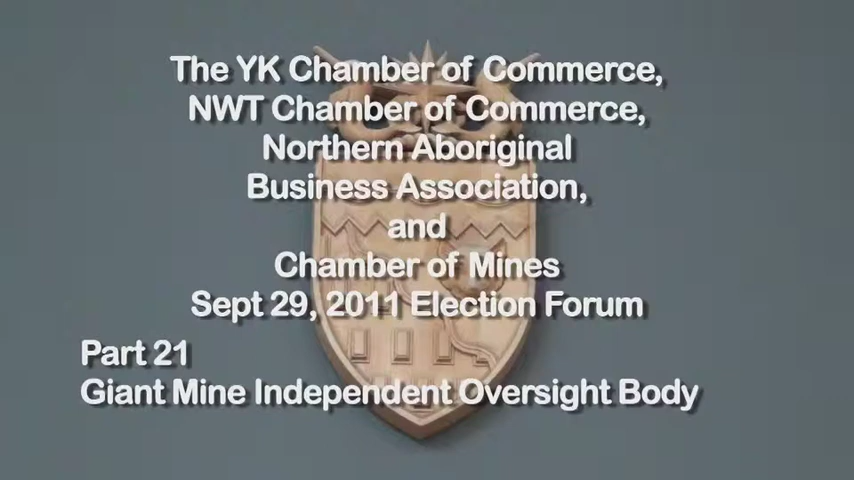 The YK Chamber of Commerce,
NWT Chamber of Commerce,
Northern Aboriginal
Business Association,
and
Chamber of Mines
Sept 29, 2011 Election Forum
Part 21
Giant Mine Independent Oversight Body